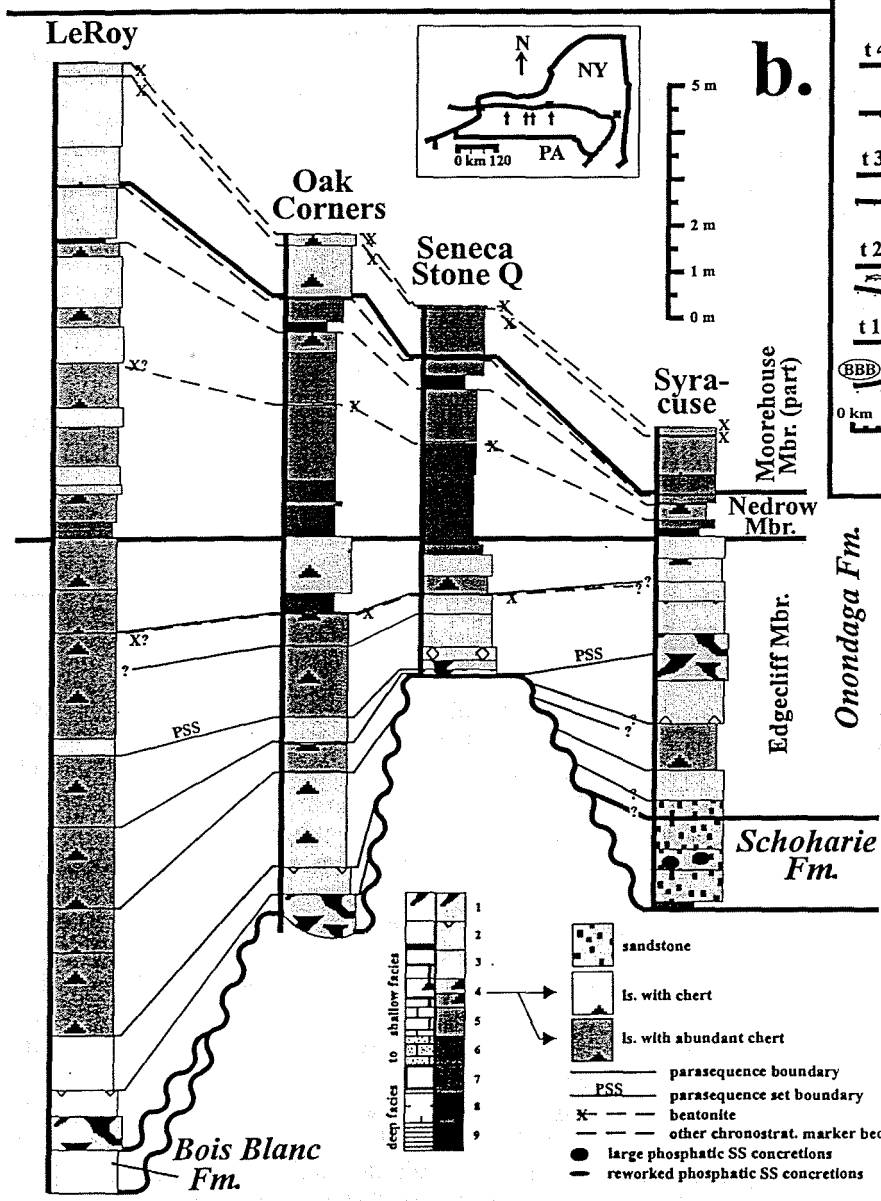 LeRoy
N
NY
PA
0 km 120
b.
5 m
2 m
1 m
0 m
t 4
t 3
t 2
t 1
BBB
0 km
Oak
Corners
Seneca
Stone Q
Syra-
cuse
X
X
X
X
X
X
X
X
X?
X
X
X?
X
X
?
?
?
PSS
PSS
?
?
?
?
Moorehouse
Mbr. (part)
Nedrow
Mbr.
Edgecliff Mbr.
Onondaga Fm.
Schoharie
Fm.
Bois Blanc
Fm.
deep facies to shallow facies
1
2
3
4
5
6
7
8
9
sandstone
ls. with chert
ls. with abundant chert
parasequence boundary
PSS
parasequence set boundary
X
bentonite
other chronostrat. marker bed
large phosphatic SS concretions
reworked phosphatic SS concretions